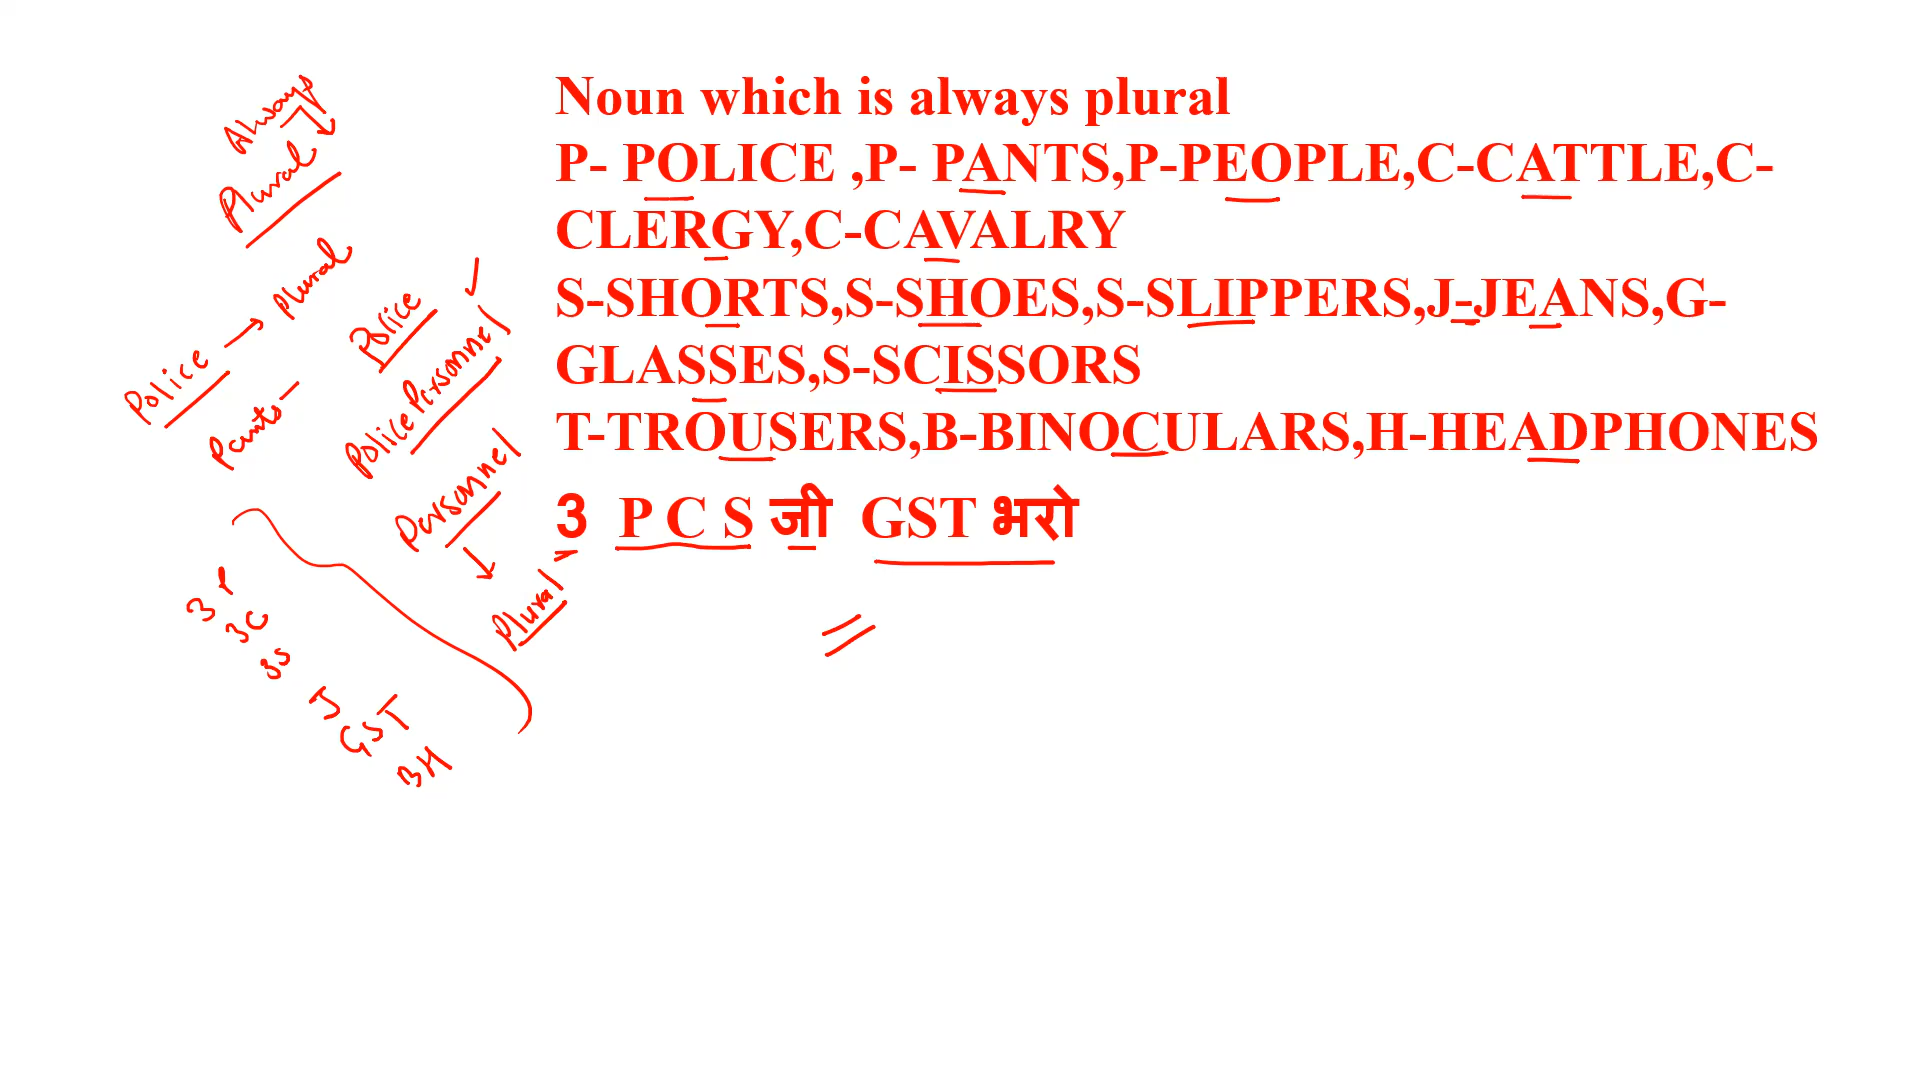 Noun which is always plural
P- POLICE ,P- PANTS,P-PEOPLE,C-CATTLE,C-
CLERGY,C-CAVALRY
S-SHORTS,S-SHOES,S-SLIPPERS,J-JEANS,G-
GLASSES,S-SCISSORS
T-TROUSERS,B-BINOCULARS,H-HEADPHONES
3 P C S जी GST भरो
Always
Plural
Police → Plural
Pants -
Police ✓
Police Personnel
Personnel
Plural
3 P
3C
3S
J
GST
BH